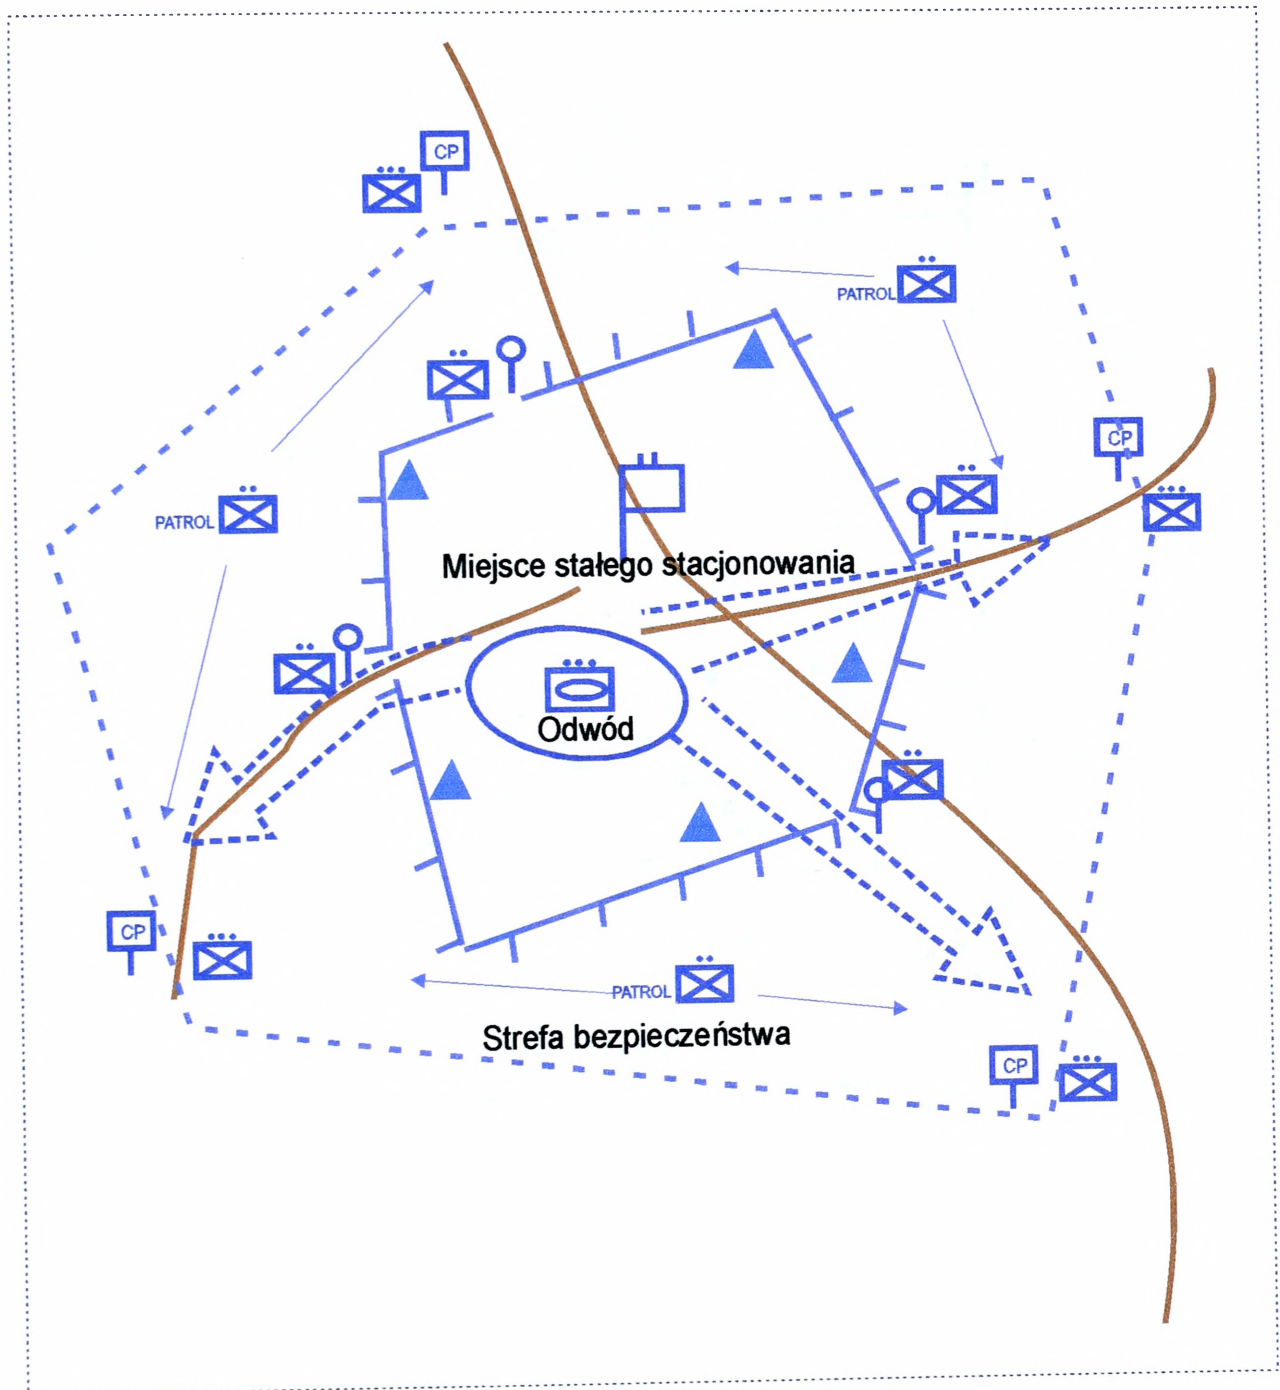 CP
PATROL
CP
PATROL
Miejsce stałego stacjonowania
Odwód
CP
PATROL
Strefa bezpieczeństwa
CP